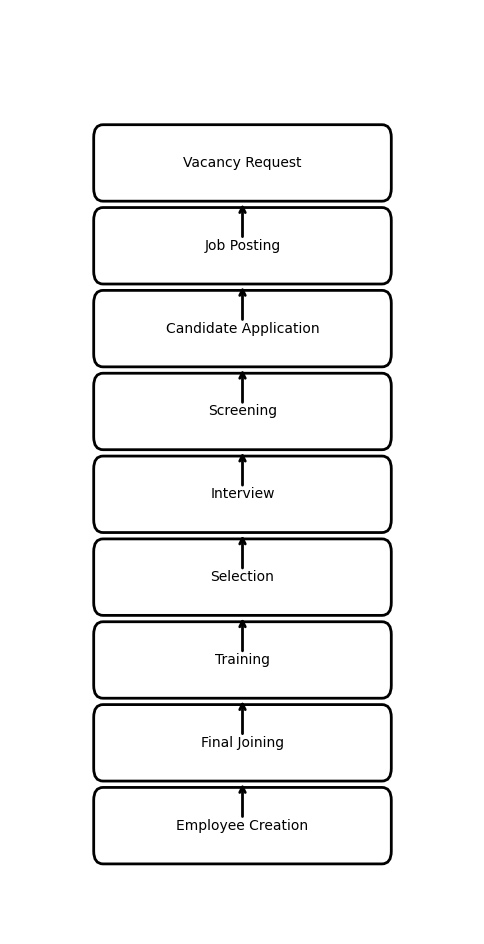 Vacancy Request
Job Posting
Candidate Application
Screening
Interview
Selection
Training
Final Joining
Employee Creation